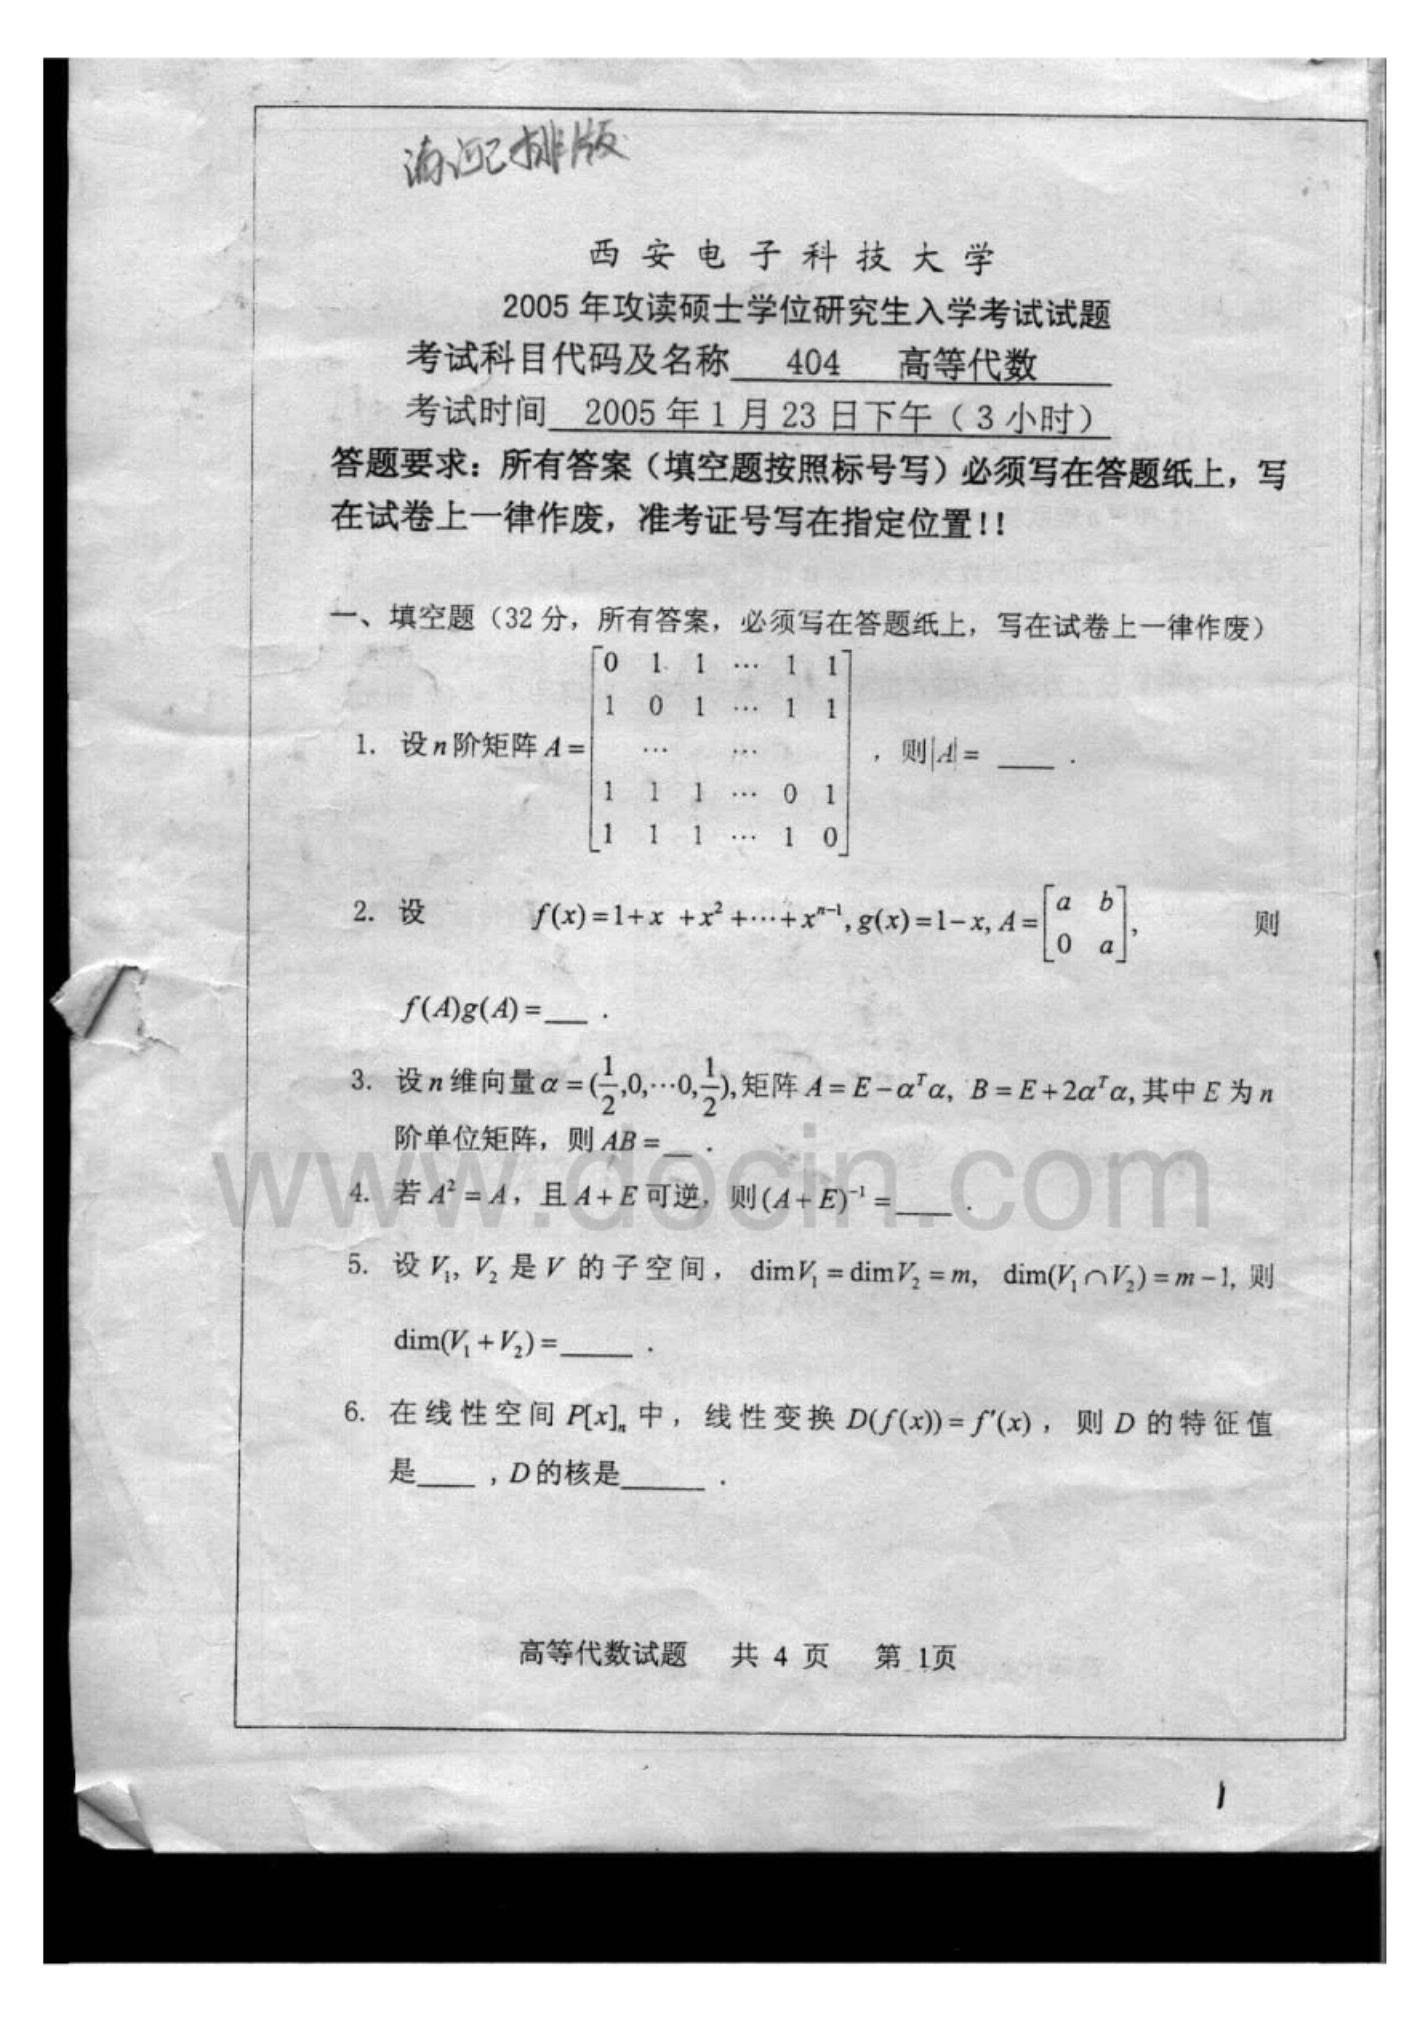 排版
西安电子科技大学
2005年攻读硕士学位研究生入学考试试题
考试科目代码及名称 404 高等代数
考试时间 2005年1月23日下午(3小时)
答题要求：所有答案（填空题按照标号写）必须写在答题纸上，写
在试卷上一律作废，准考证号写在指定位置!!
一、填空题（32分，所有答案，必须写在答题纸上，写在试卷上一律作废）
0 1 1 ⋯ 1 1
1 0 1 ⋯ 1 1
1. 设n阶矩阵A= ⋯ ⋯ ，则|A|= ____ .
1 1 1 ⋯ 0 1
1 1 1 ⋯ 1 0
2. 设 f(x)=1+x +x²+⋯+xⁿ⁻¹, g(x)=1−x, A=[a b; 0 a], 则
f(A)g(A)=___ .
3. 设n维向量α=(1/2,0,⋯0,1/2),矩阵A=E−αᵀα, B=E+2αᵀα,其中E为n
阶单位矩阵，则AB=__ .
4. 若A²=A，且A+E可逆，则(A+E)⁻¹=____ .
5. 设V₁, V₂是V的子空间，dimV₁=dimV₂=m, dim(V₁∩V₂)=m−1, 则
dim(V₁+V₂)=_____ .
6. 在线性空间P[x]ₙ中，线性变换D(f(x))=f′(x)，则D的特征值
是____ , D的核是______ .
高等代数试题 共 4 页 第 1页
1
www.docin.com